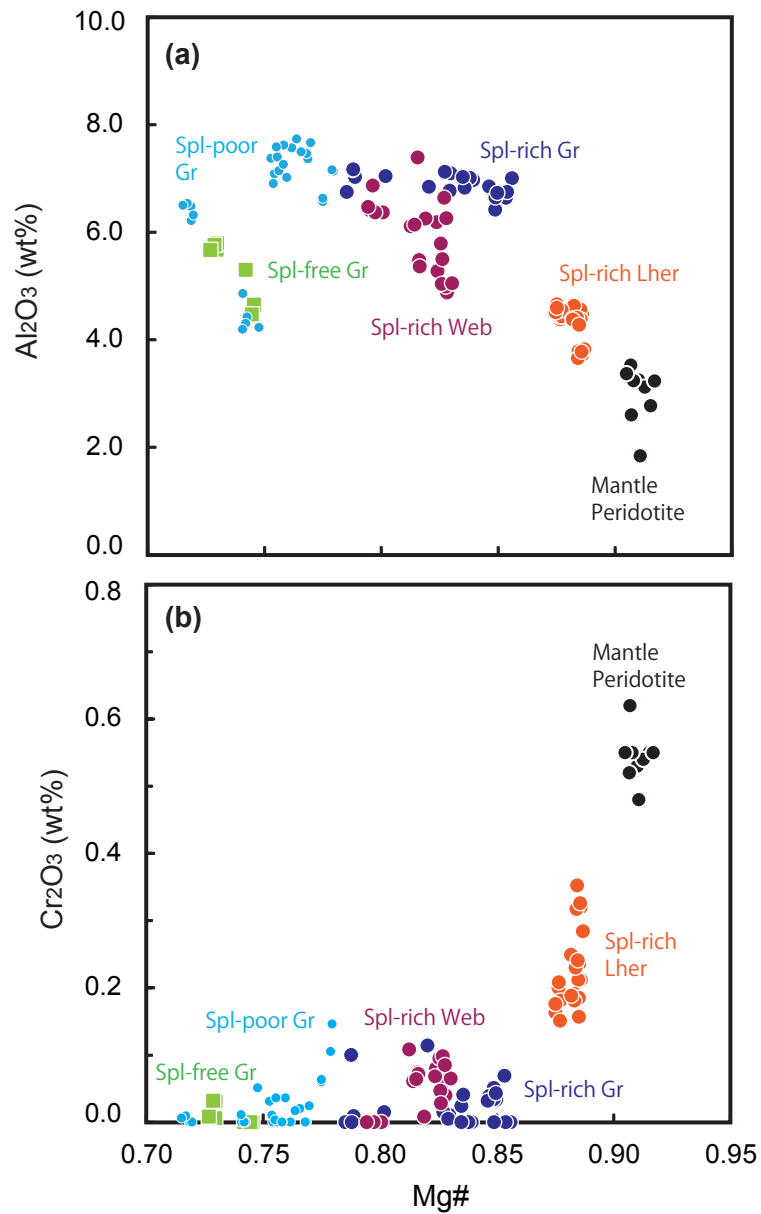 10.0
(a)
Spl-poor
Gr
Spl-rich Gr
8.0
6.0
Spl-free Gr
Spl-rich Lher
Spl-rich Web
4.0
2.0
Mantle
Peridotite
0.0
Al2O3 (wt%)
0.8
(b)
Mantle
Peridotite
0.6
0.4
Spl-rich
Lher
0.2
Spl-poor Gr
Spl-rich Web
Spl-free Gr
Spl-rich Gr
0.0
Cr2O3 (wt%)
0.70 0.75 0.80 0.85 0.90 0.95
Mg#